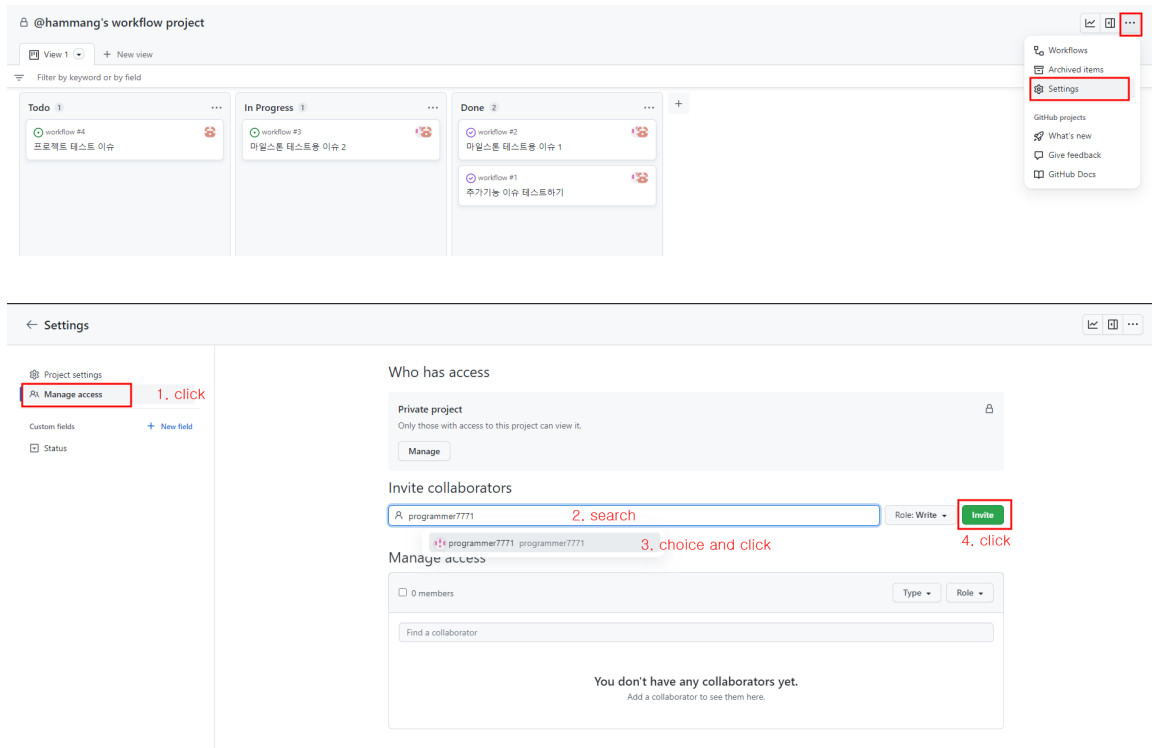 @hammang's workflow project
View 1
+ New view
Workflows
Filter by keyword or by field
Archived items
Settings
Todo 1 ...
In Progress 1 ...
Done 2 ...
+
GitHub projects
workflow #4
프로젝트 테스트 이슈
workflow #3
마일스톤 테스트용 이슈 2
workflow #2
마일스톤 테스트용 이슈 1
What's new
Give feedback
GitHub Docs
workflow #1
추가기능 이슈 테스트하기
← Settings
Project settings
Manage access
1. click
Custom fields
+ New field
Status
Who has access
Private project
Only those with access to this project can view it.
Manage
Invite collaborators
programmer7771
2. search
Role: Write
Invite
programmer7771 programmer7771
3. choice and click
4. click
Manage access
0 members
Type
Role
Find a collaborator
You don't have any collaborators yet.
Add a collaborator to see them here.